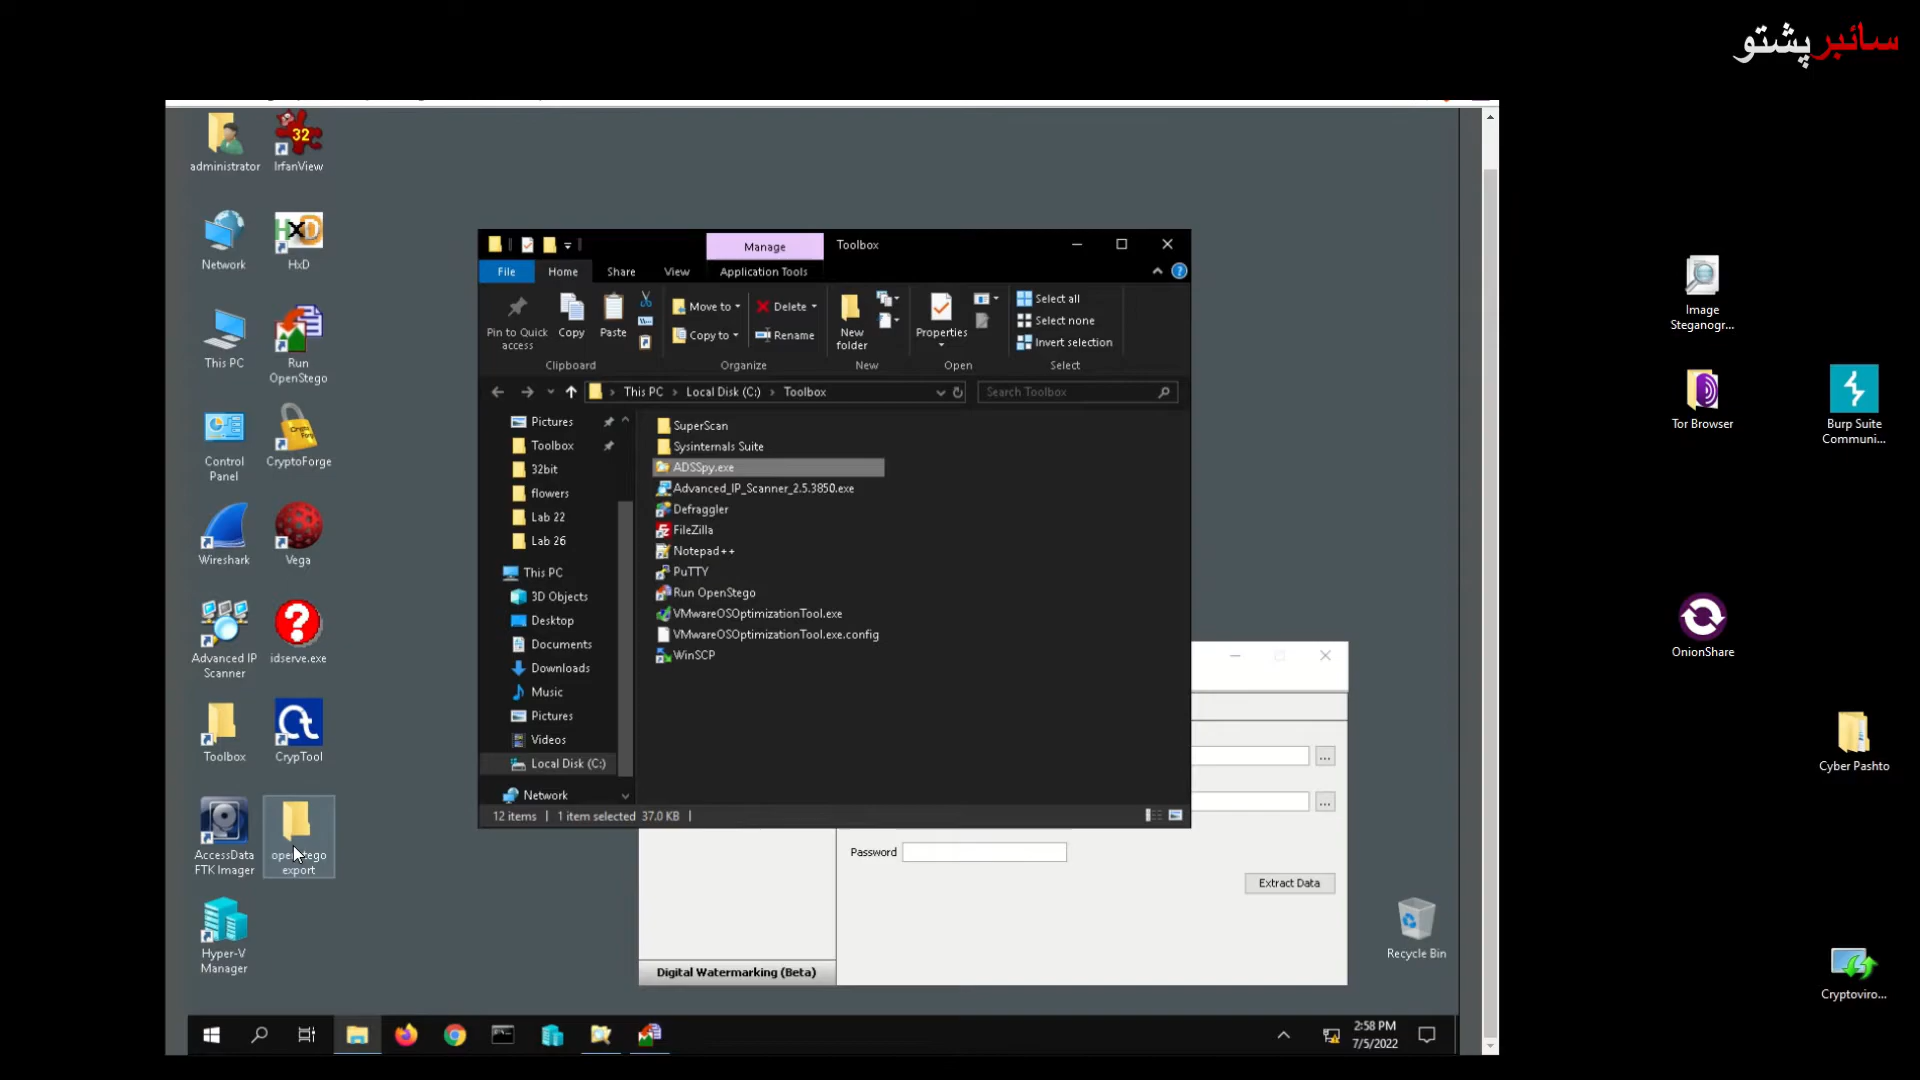 سائبر پشتو
administrator
IrfanView
Network
HxD
This PC
Run
OpenStego
Control
Panel
CryptoForge
Wireshark
Vega
Advanced IP
Scanner
idserve.exe
Toolbox
CrypTool
AccessData
FTK Imager
export
Hyper-V
Manager
Manage
Toolbox
File
Home
Share
View
Application Tools
Pin to Quick
access
Copy
Paste
Move to
Copy to
Delete
Rename
New
folder
Properties
Select all
Select none
Invert selection
Clipboard
Organize
New
Open
Select
This PC > Local Disk (C:) > Toolbox
Search Toolbox
Pictures
Toolbox
32bit
flowers
Lab 22
Lab 26
This PC
3D Objects
Desktop
Documents
Downloads
Music
Pictures
Videos
Local Disk (C:)
Network
SuperScan
Sysinternals Suite
ADSSpy.exe
Advanced_IP_Scanner_2.5.3850.exe
Defraggler
FileZilla
Notepad++
PuTTY
Run OpenStego
VMwareOSOptimizationTool.exe
VMwareOSOptimizationTool.exe.config
WinSCP
12 items
1 item selected 37.0 KB
...
...
Password
Extract Data
Digital Watermarking (Beta)
Recycle Bin
2:58 PM
7/5/2022
Image
Steganogr...
Tor Browser
Burp Suite
Communi...
OnionShare
Cyber Pashto
Cryptoviro...